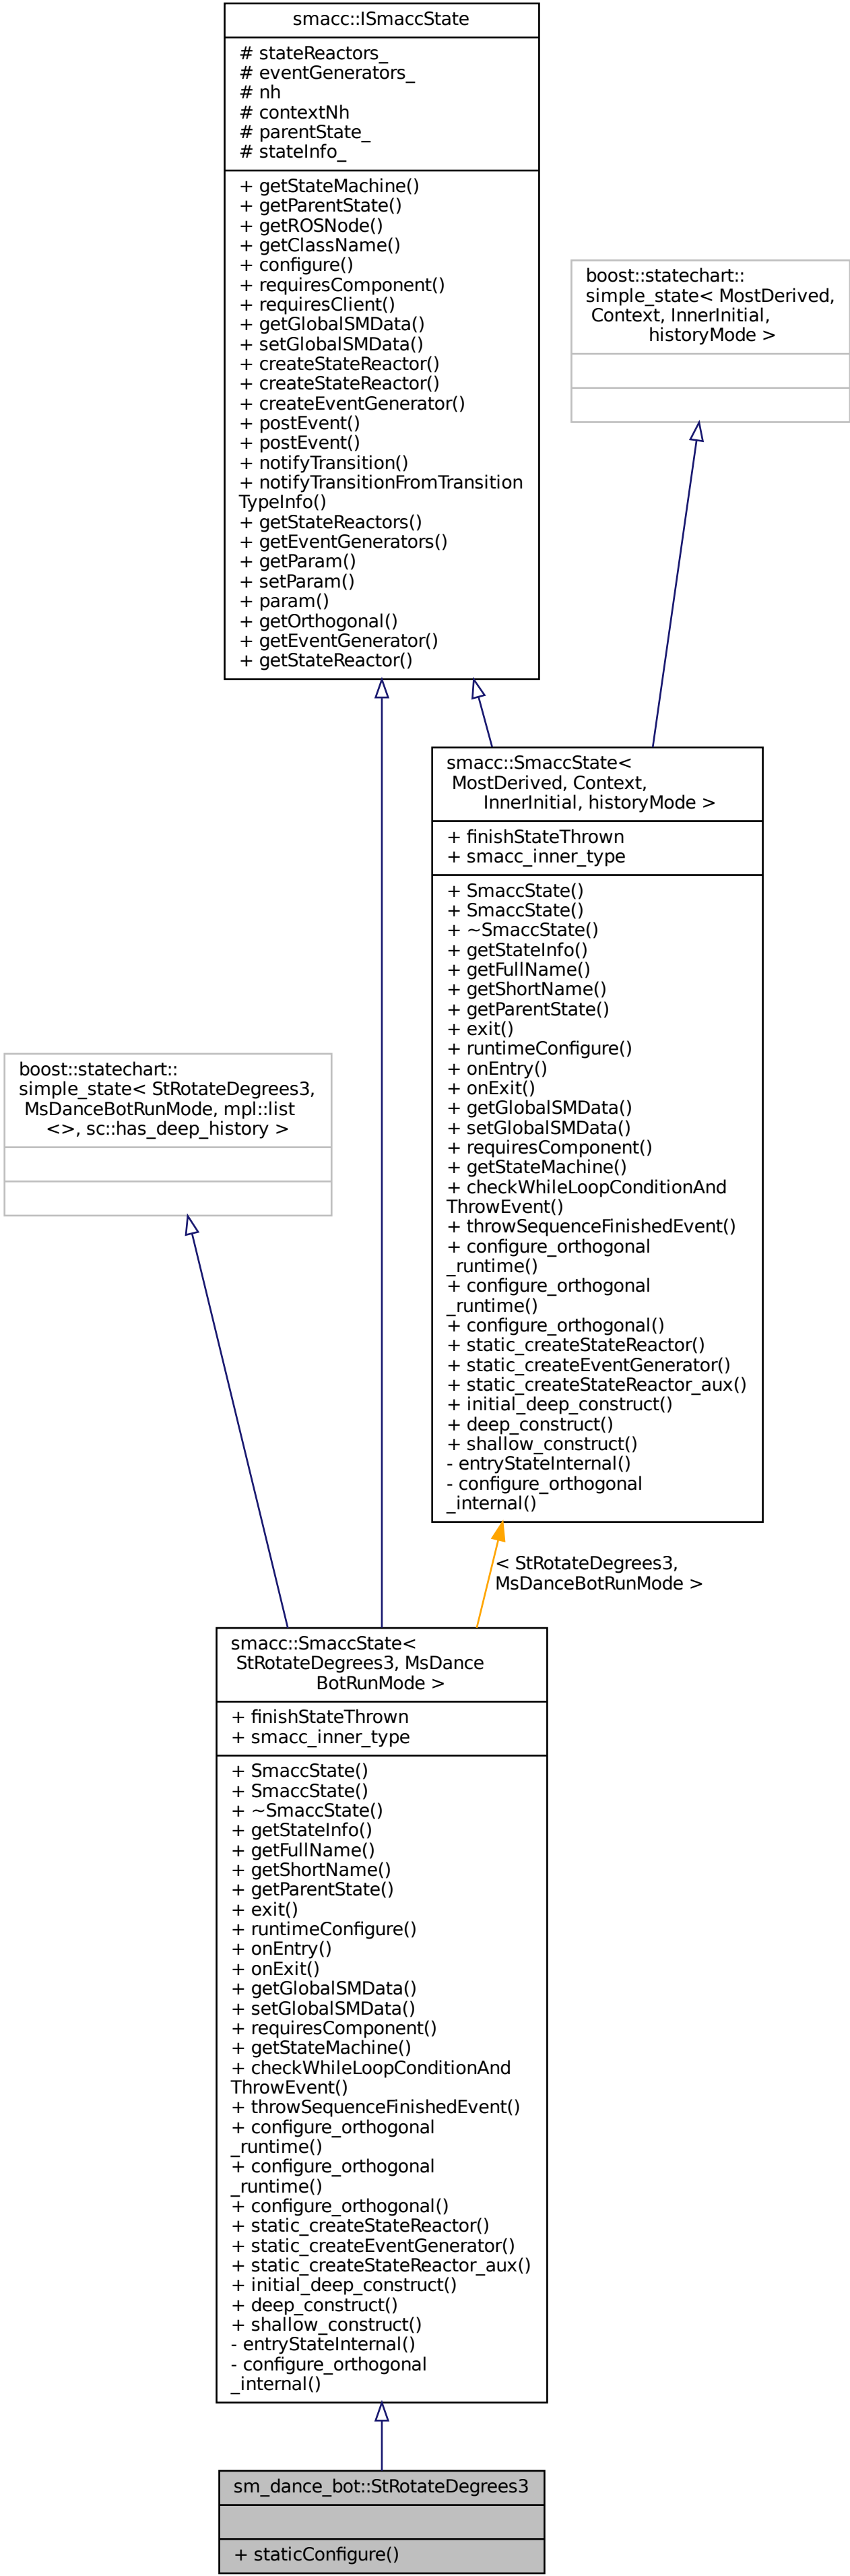 smacc::ISmaccState
# stateReactors_
# eventGenerators_
# nh
# contextNh
# parentState_
# stateInfo_
+ getStateMachine()
+ getParentState()
+ getROSNode()
+ getClassName()
+ configure()
+ requiresComponent()
+ requiresClient()
+ getGlobalSMData()
+ setGlobalSMData()
+ createStateReactor()
+ createStateReactor()
+ createEventGenerator()
+ postEvent()
+ postEvent()
+ notifyTransition()
+ notifyTransitionFromTransition
TypeInfo()
+ getStateReactors()
+ getEventGenerators()
+ getParam()
+ setParam()
+ param()
+ getOrthogonal()
+ getEventGenerator()
+ getStateReactor()
boost::statechart::
simple_state< MostDerived,
Context, InnerInitial,
historyMode >
smacc::SmaccState<
MostDerived, Context,
InnerInitial, historyMode >
+ finishStateThrown
+ smacc_inner_type
+ SmaccState()
+ SmaccState()
+ ~SmaccState()
+ getStateInfo()
+ getFullName()
+ getShortName()
+ getParentState()
+ exit()
+ runtimeConfigure()
+ onEntry()
+ onExit()
+ getGlobalSMData()
+ setGlobalSMData()
+ requiresComponent()
+ getStateMachine()
+ checkWhileLoopConditionAnd
ThrowEvent()
+ throwSequenceFinishedEvent()
+ configure_orthogonal
_runtime()
+ configure_orthogonal
_runtime()
+ configure_orthogonal()
+ static_createStateReactor()
+ static_createEventGenerator()
+ static_createStateReactor_aux()
+ initial_deep_construct()
+ deep_construct()
+ shallow_construct()
- entryStateInternal()
- configure_orthogonal
_internal()
boost::statechart::
simple_state< StRotateDegrees3,
MsDanceBotRunMode, mpl::list
<>, sc::has_deep_history >
< StRotateDegrees3,
MsDanceBotRunMode >
smacc::SmaccState<
StRotateDegrees3, MsDance
BotRunMode >
+ finishStateThrown
+ smacc_inner_type
+ SmaccState()
+ SmaccState()
+ ~SmaccState()
+ getStateInfo()
+ getFullName()
+ getShortName()
+ getParentState()
+ exit()
+ runtimeConfigure()
+ onEntry()
+ onExit()
+ getGlobalSMData()
+ setGlobalSMData()
+ requiresComponent()
+ getStateMachine()
+ checkWhileLoopConditionAnd
ThrowEvent()
+ throwSequenceFinishedEvent()
+ configure_orthogonal
_runtime()
+ configure_orthogonal
_runtime()
+ configure_orthogonal()
+ static_createStateReactor()
+ static_createEventGenerator()
+ static_createStateReactor_aux()
+ initial_deep_construct()
+ deep_construct()
+ shallow_construct()
- entryStateInternal()
- configure_orthogonal
_internal()
sm_dance_bot::StRotateDegrees3
+ staticConfigure()